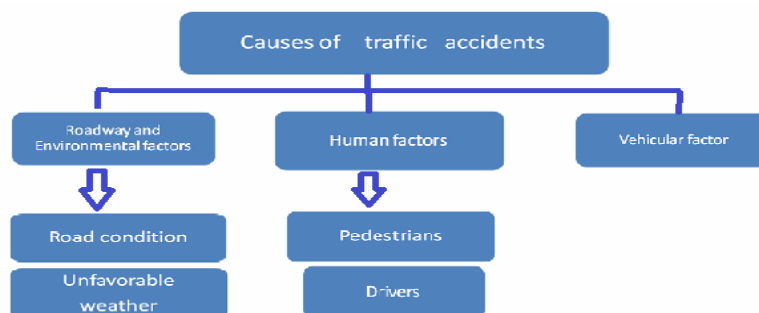 Causes of traffic accidents
Roadway and
Environmental factors
Human factors
Vehicular factor
Road condition
Pedestrians
Unfavorable
weather
Drivers